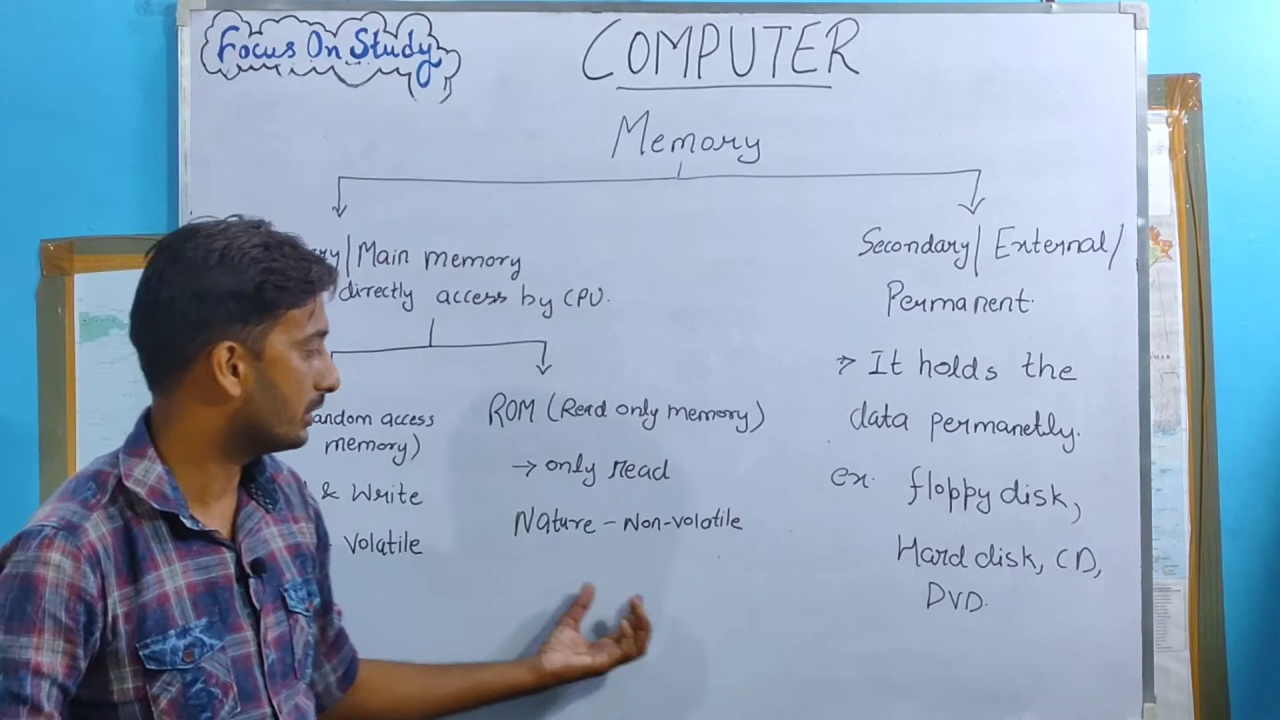 Focus On Study
COMPUTER
Memory
ry/Main memory
directly access by CPU.
andom access
memory)
& Write
Volatile
ROM (Read only memory)
→ only read
Nature - Non-volatile
Secondary/External/
Permanent.
⇒ It holds the
data permanetly.
ex. floppy disk,
Hard disk, CD,
DVD.